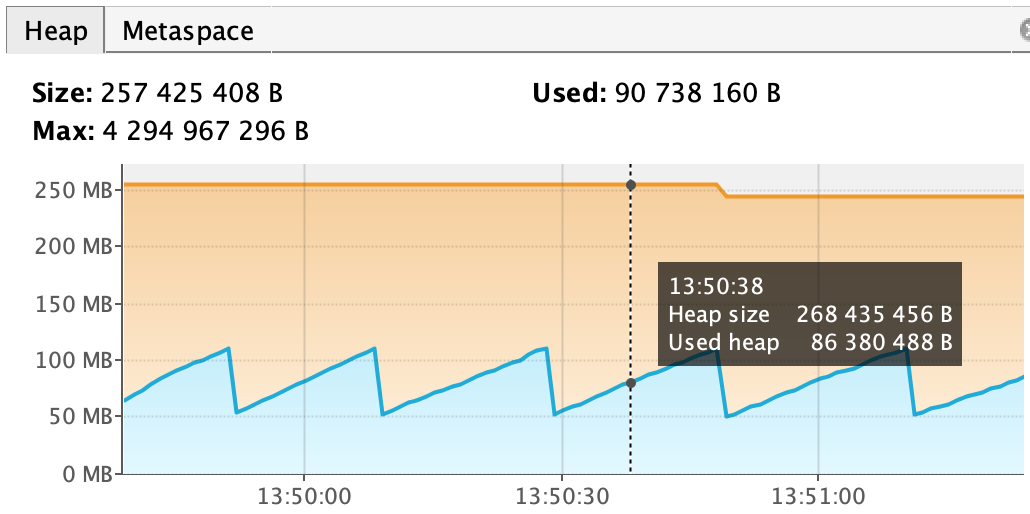 Heap Metaspace
Size: 257 425 408 B Used: 90 738 160 B
Max: 4 294 967 296 B
250 MB
200 MB
13:50:38
150 MB
Heap size 268 435 456 B
Used heap 86 380 488 B
100 MB
50 MB
0 MB
13:50:00 13:50:30 13:51:00